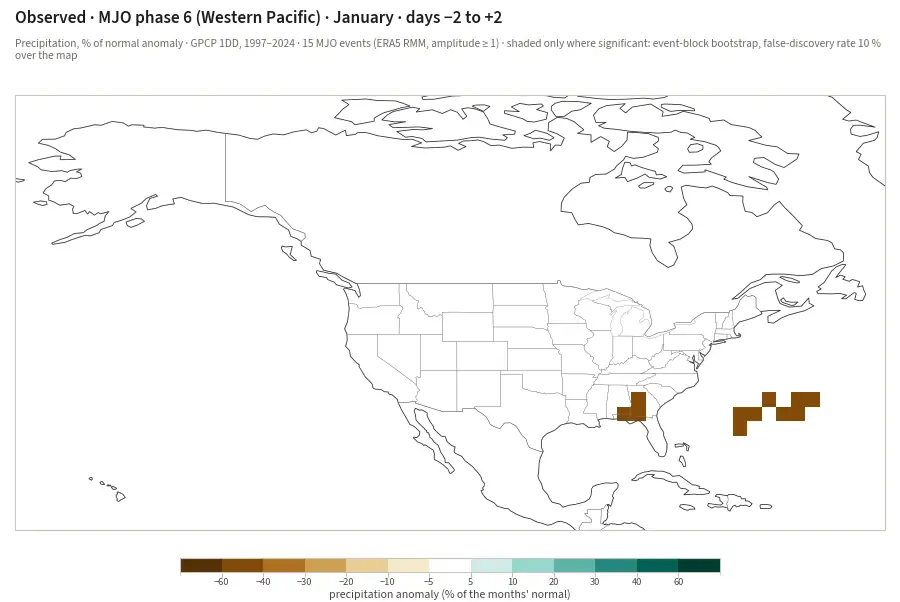 Observed · MJO phase 6 (Western Pacific) · January · days −2 to +2
Precipitation, % of normal anomaly · GPCP 1DD, 1997–2024 · 15 MJO events (ERA5 RMM, amplitude ≥ 1) · shaded only where significant: event-block bootstrap, false-discovery rate 10 %
over the map
−60 −40 −30 −20 −10 −5 5 10 20 30 40 60
precipitation anomaly (% of the months' normal)